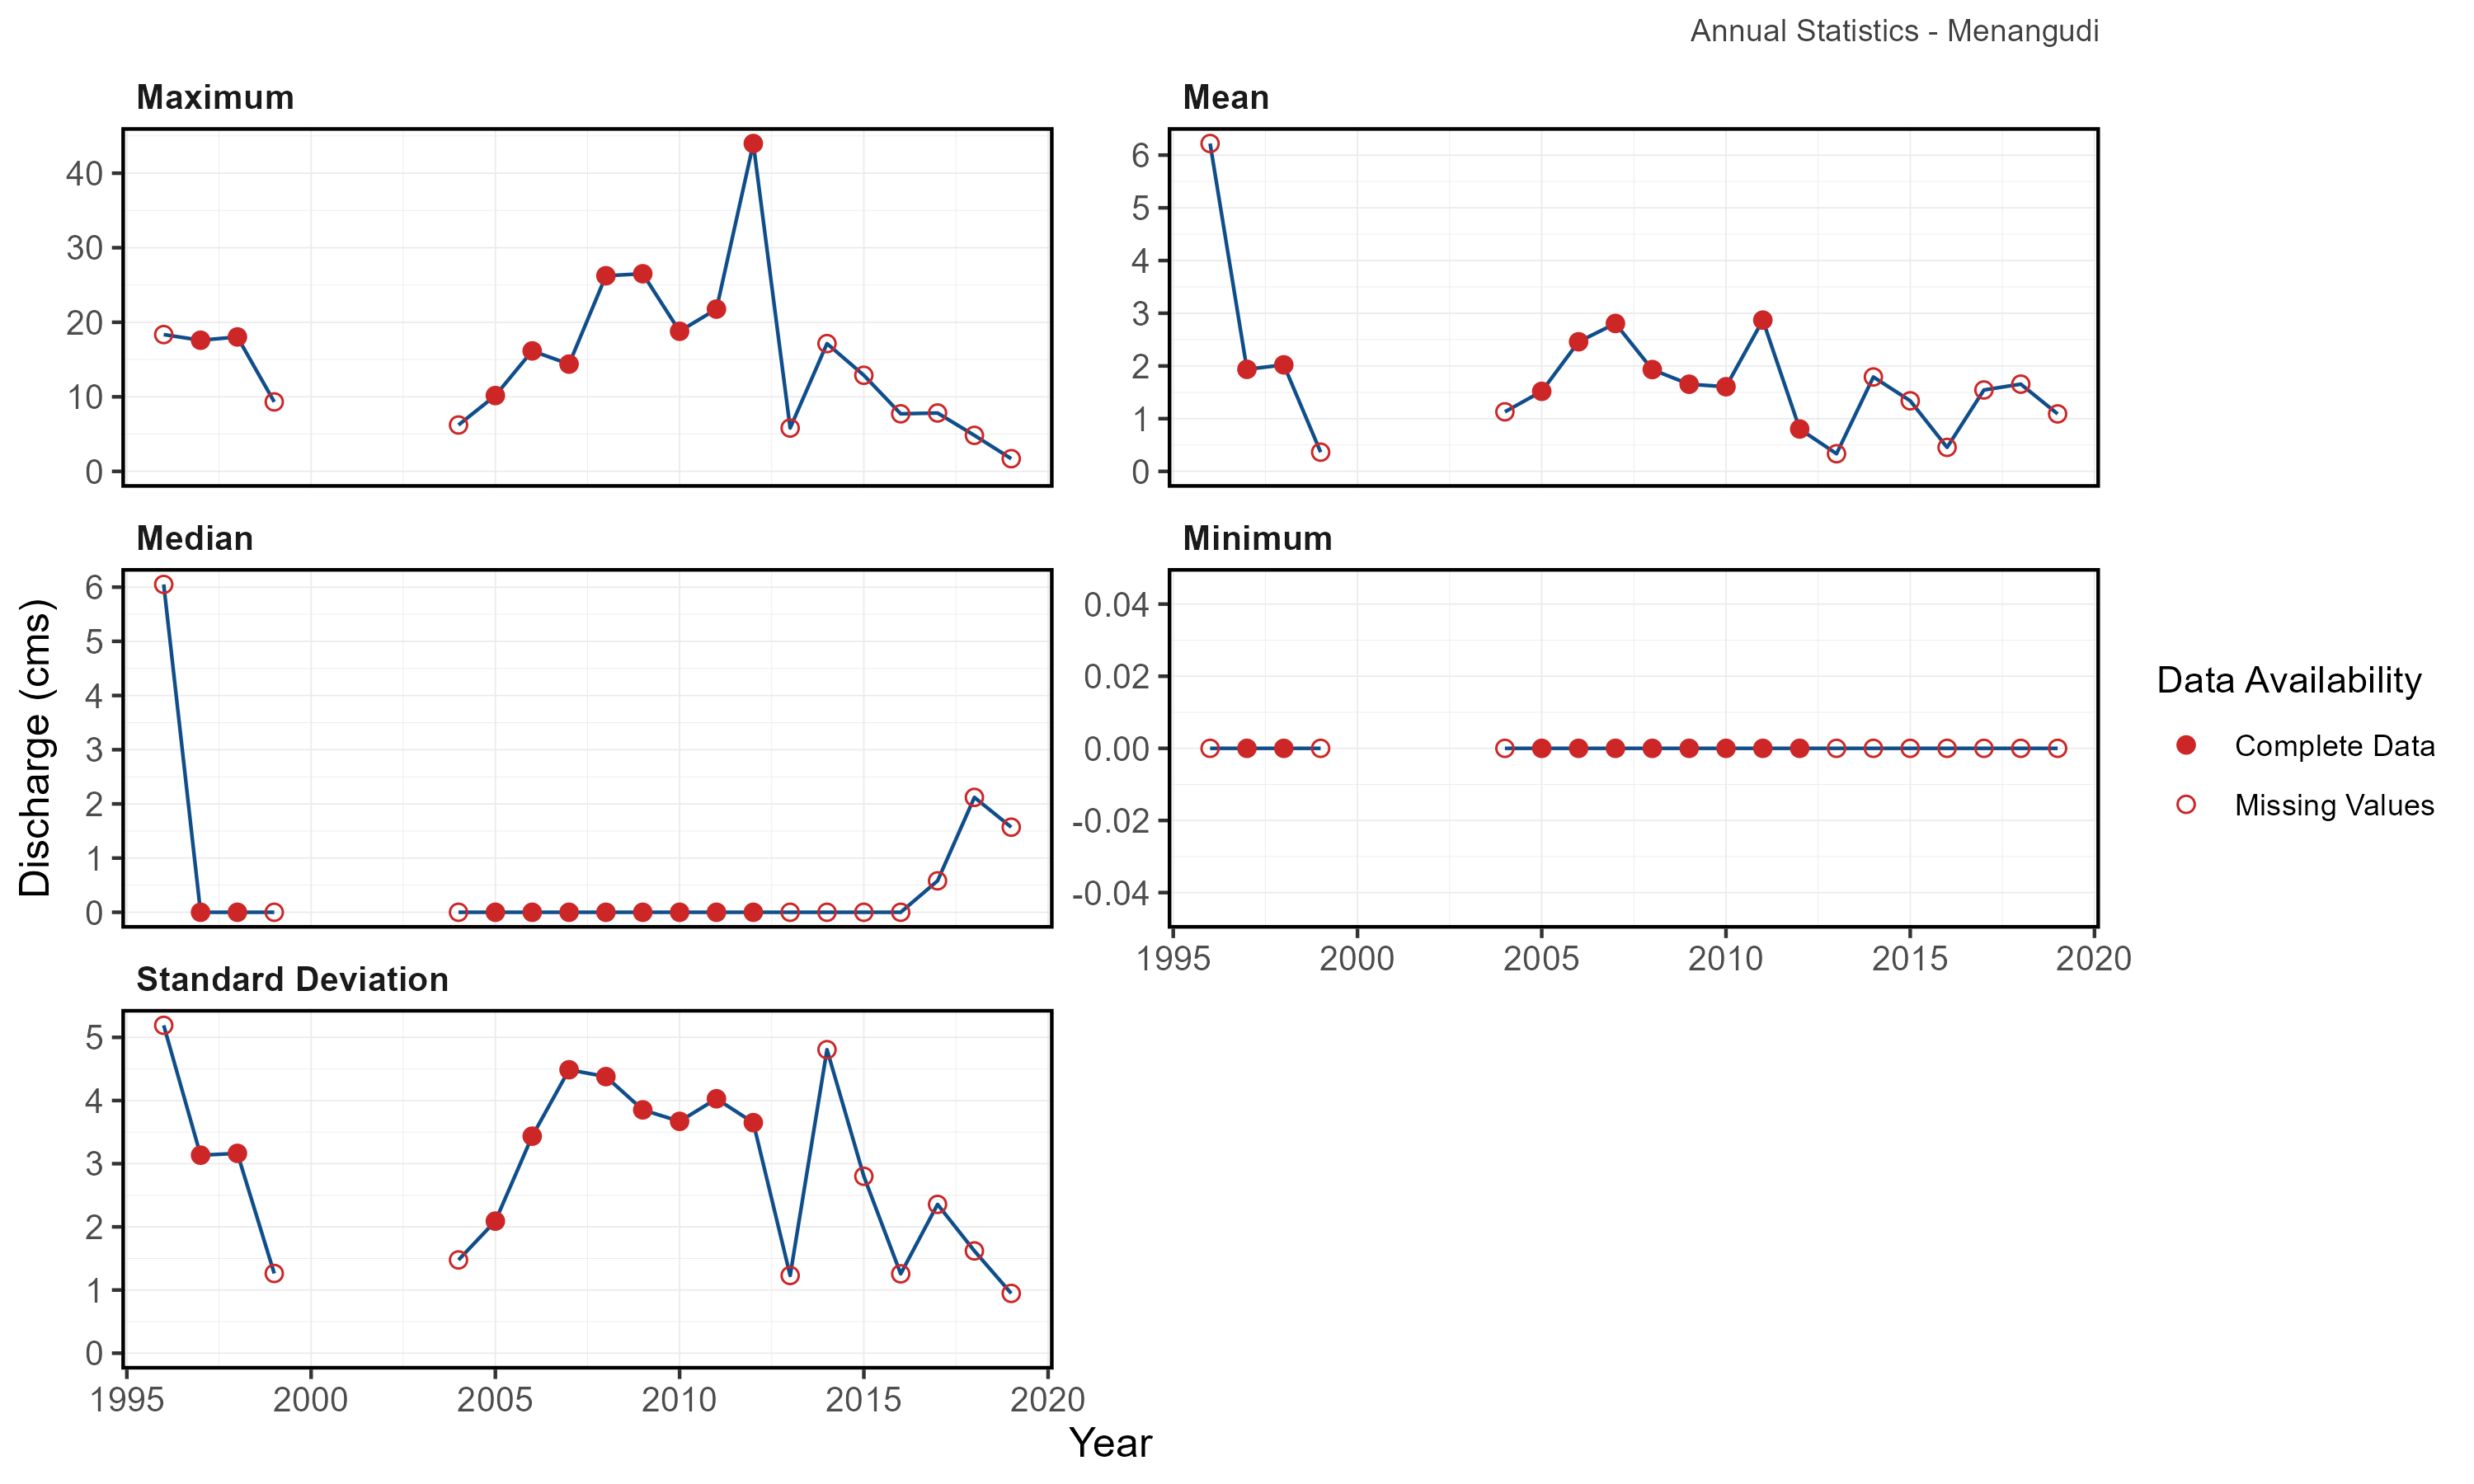 Annual Statistics - Menangudi
Maximum
40
30
20
10
0
Mean
6
5
4
3
2
1
0
Discharge (cms)
Median
6
5
4
3
2
1
0
Minimum
0.04
0.02
0.00
-0.02
-0.04
1995 2000 2005 2010 2015 2020
Data Availability
Complete Data
Missing Values
Standard Deviation
5
4
3
2
1
0
1995 2000 2005 2010 2015 2020
Year